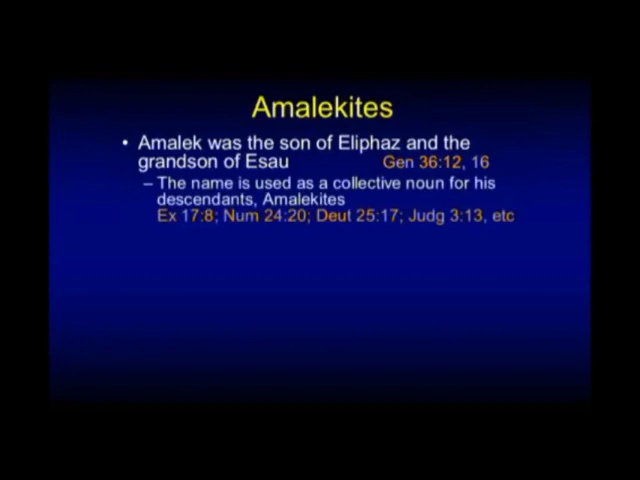 Amalekites
• Amalek was the son of Eliphaz and the
grandson of Esau Gen 36:12, 16
– The name is used as a collective noun for his
descendants, Amalekites
Ex 17:8; Num 24:20; Deut 25:17; Judg 3:13, etc